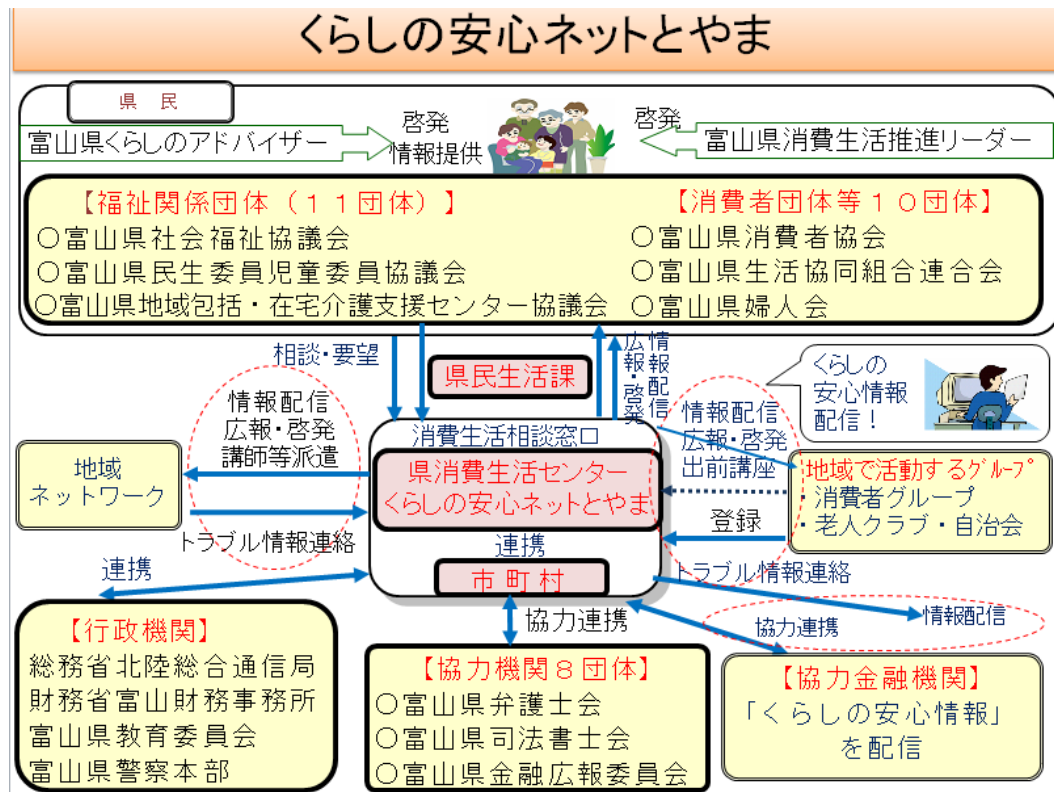 くらしの安心ネットとやま
県　民
富山県くらしのアドバイザー
啓発
情報提供
啓発
富山県消費生活推進リーダー
【福祉関係団体（１１団体）】
○富山県社会福祉協議会
○富山県民生委員児童委員協議会
○富山県地域包括・在宅介護支援センター協議会
【消費者団体等１０団体】
○富山県消費者協会
○富山県生活協同組合連合会
○富山県婦人会
相談・要望
県民生活課
情報配信
広報・啓発
くらしの
安心情報
配信！
情報配信
広報・啓発
講師等派遣
消費生活相談窓口
県消費生活センター
くらしの安心ネットとやま
連携
市町村
情報配信
広報・啓発
出前講座
登録
地域
ネットワーク
トラブル情報連絡
地域で活動するグループ
・消費者グループ
・老人クラブ・自治会
トラブル情報連絡
連携
協力連携
協力連携
情報配信
【行政機関】
総務省北陸総合通信局
財務省富山財務事務所
富山県教育委員会
富山県警察本部
【協力機関８団体】
○富山県弁護士会
○富山県司法書士会
○富山県金融広報委員会
【協力金融機関】
「くらしの安心情報」
を配信